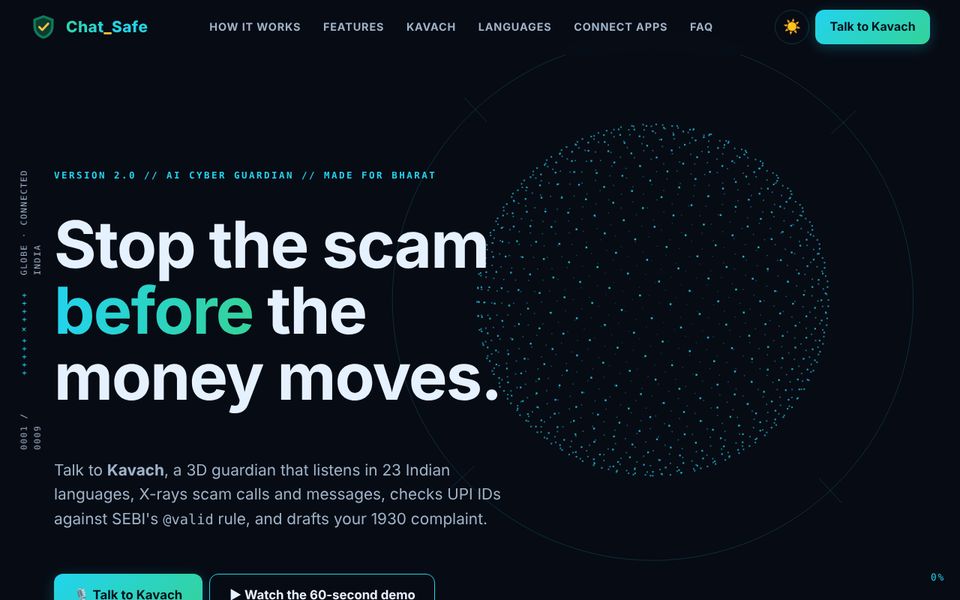 Chat_Safe
HOW IT WORKS
FEATURES
KAVACH
LANGUAGES
CONNECT APPS
FAQ
Talk to Kavach
GLOBE · CONNECTED
INDIA
0001 /
0009
VERSION 2.0 // AI CYBER GUARDIAN // MADE FOR BHARAT
Stop the scam
before the
money moves.
Talk to Kavach, a 3D guardian that listens in 23 Indian
languages, X-rays scam calls and messages, checks UPI IDs
against SEBI's @valid rule, and drafts your 1930 complaint.
Talk to Kavach
▶ Watch the 60-second demo
0%